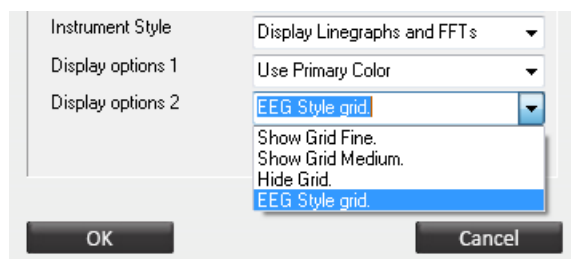 Instrument Style Display Linegraphs and FFTs
Display options 1 Use Primary Color
Display options 2 EEG Style grid.
Show Grid Fine.
Show Grid Medium.
Hide Grid.
EEG Style grid.
OK Cancel